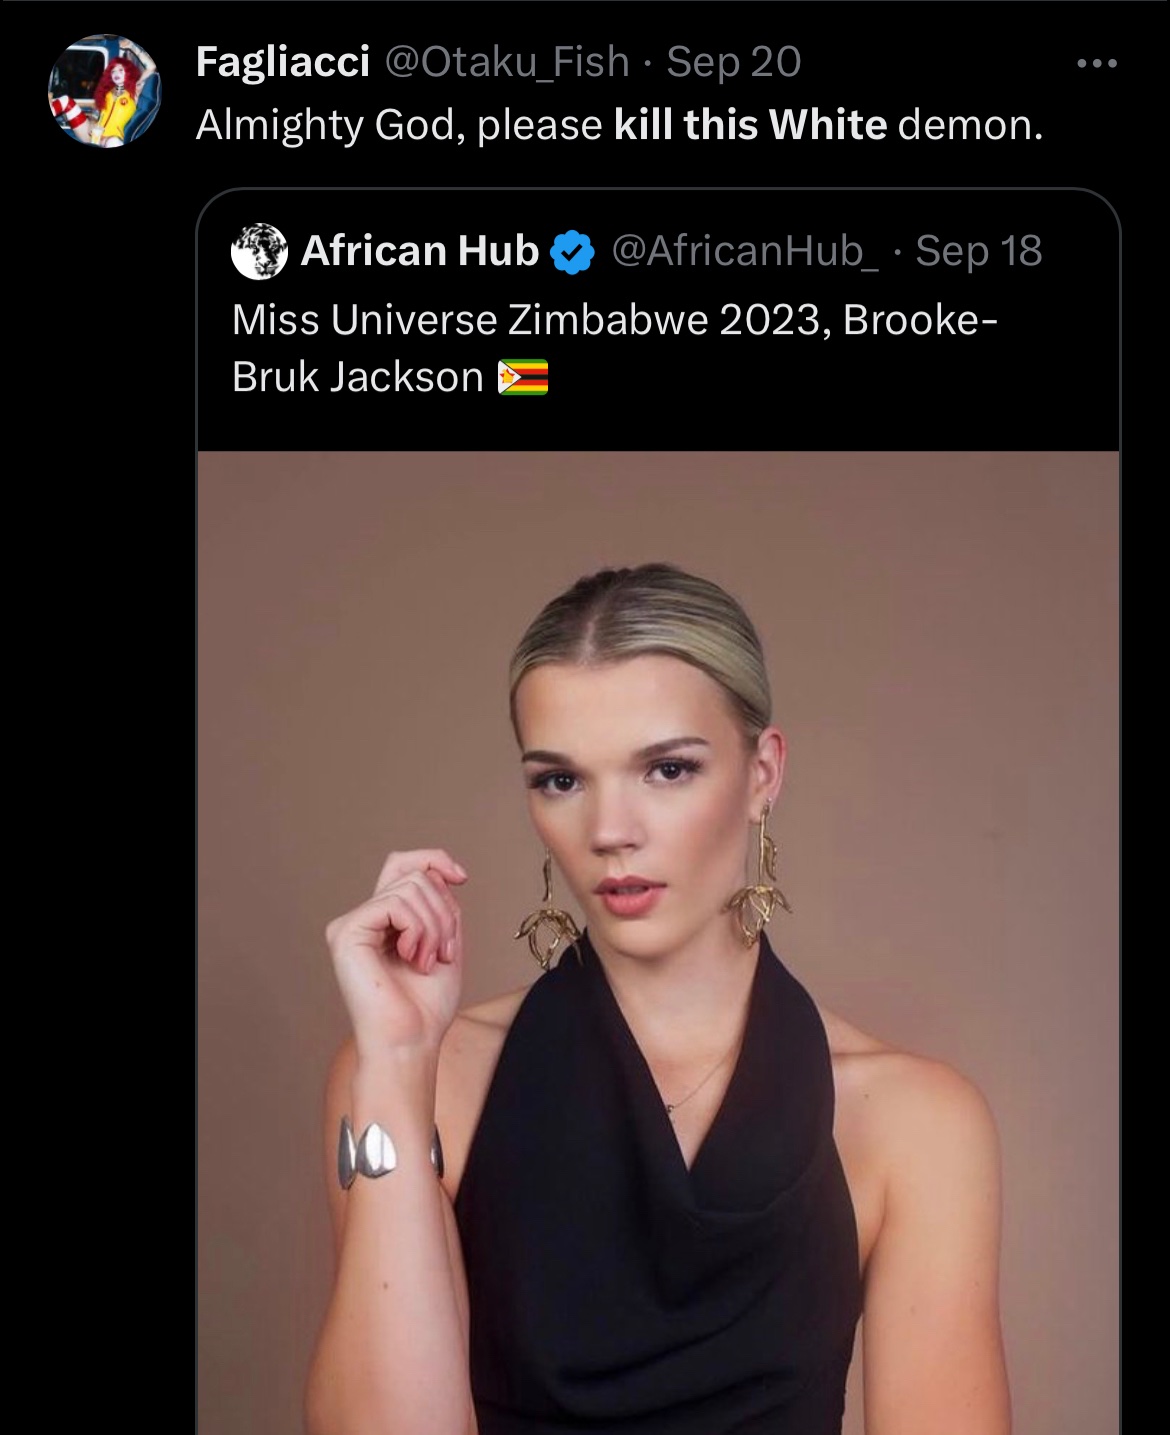 Fagliacci @Otaku_Fish · Sep 20
Almighty God, please kill this White demon.
African Hub @AfricanHub_ · Sep 18
Miss Universe Zimbabwe 2023, Brooke-
Bruk Jackson 🇿🇼